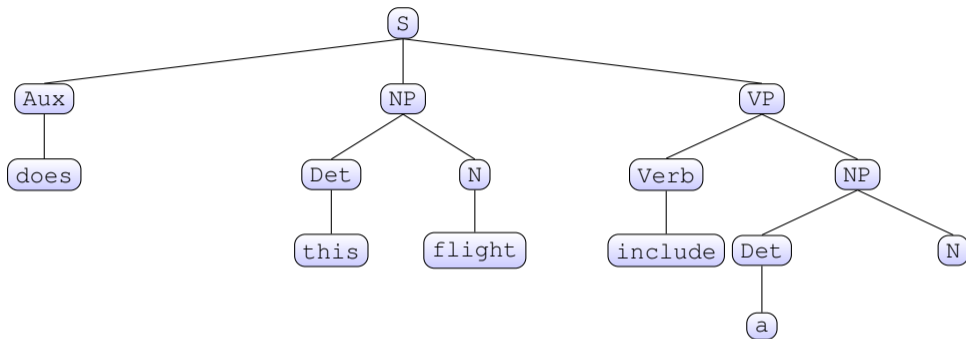 S
Aux NP VP
does Det N Verb NP
this flight include Det N
a